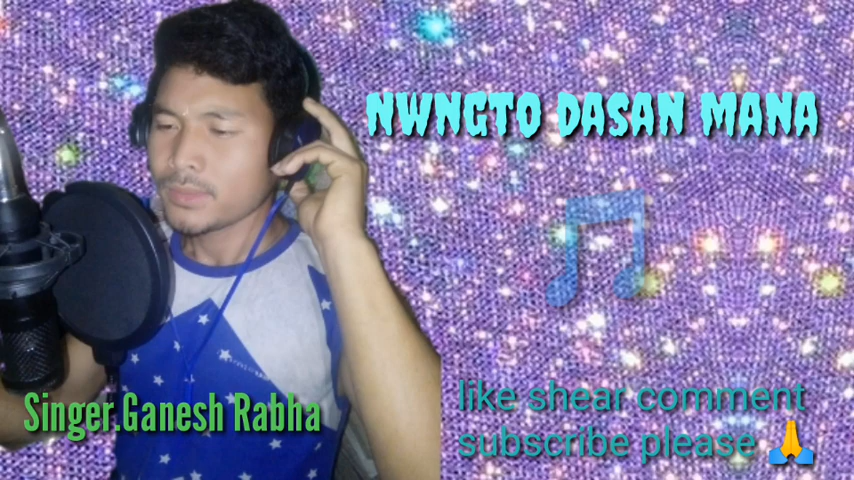 NWNGTO DASAN MANA
Singer.Ganesh Rabha
like shear comment
subscribe please 🙏